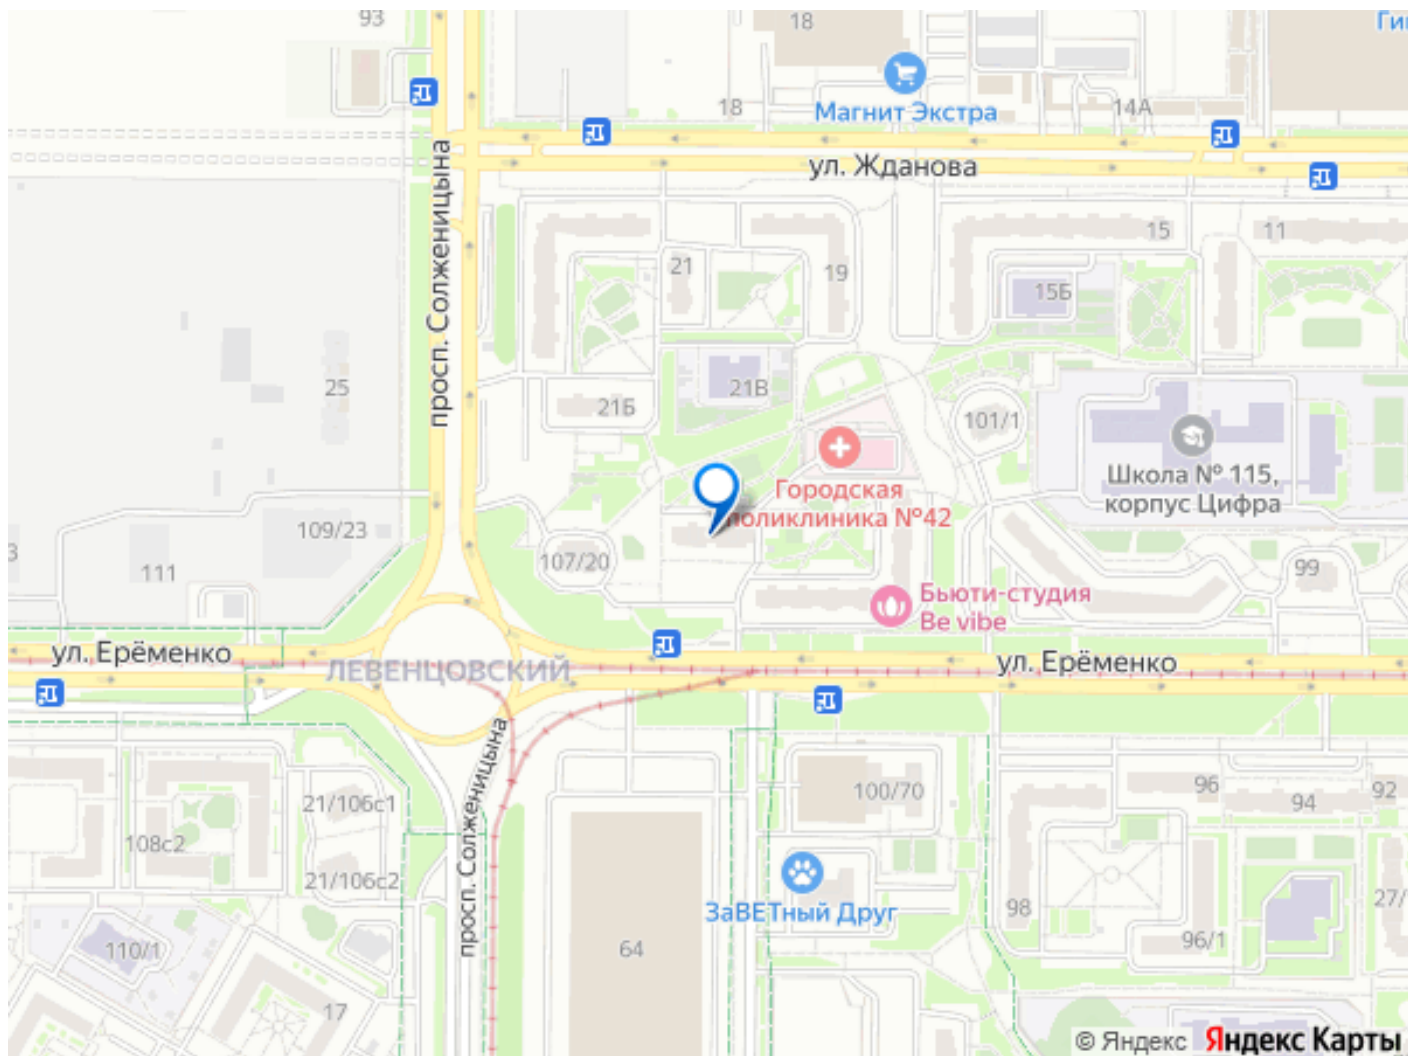 93
18
Ги
Магнит Экстра
18
14А
ул. Жданова
просп. Солженицына
21
19
15
11
15Б
25
21Б
21В
101/1
Школа № 115,
корпус Цифра
Городская
поликлиника №42
109/23
111
3
107/20
99
Бьюти-студия
Be vibe
ул. Ерёменко
ЛЕВЕНЦОВСКИЙ
ул. Ерёменко
просп. Солженицына
21/106с1
108с2
21/106с2
100/70
96
94
92
ЗаВЕТный Друг
98
27/
96/1
110/1
64
17
© Яндекс Яндекс Карты